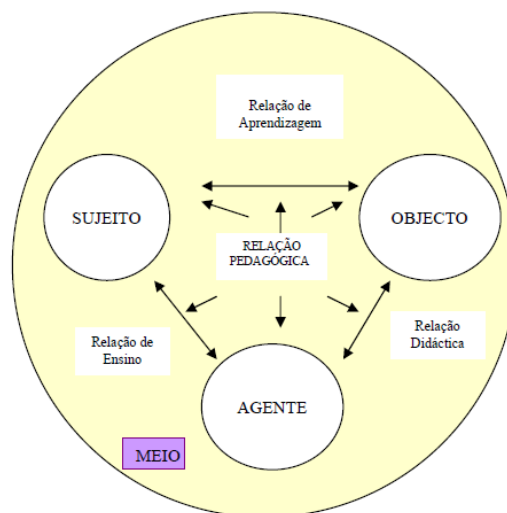 Relação de
Aprendizagem
SUJEITO
OBJECTO
RELAÇÃO
PEDAGÓGICA
Relação de
Ensino
Relação
Didáctica
AGENTE
MEIO